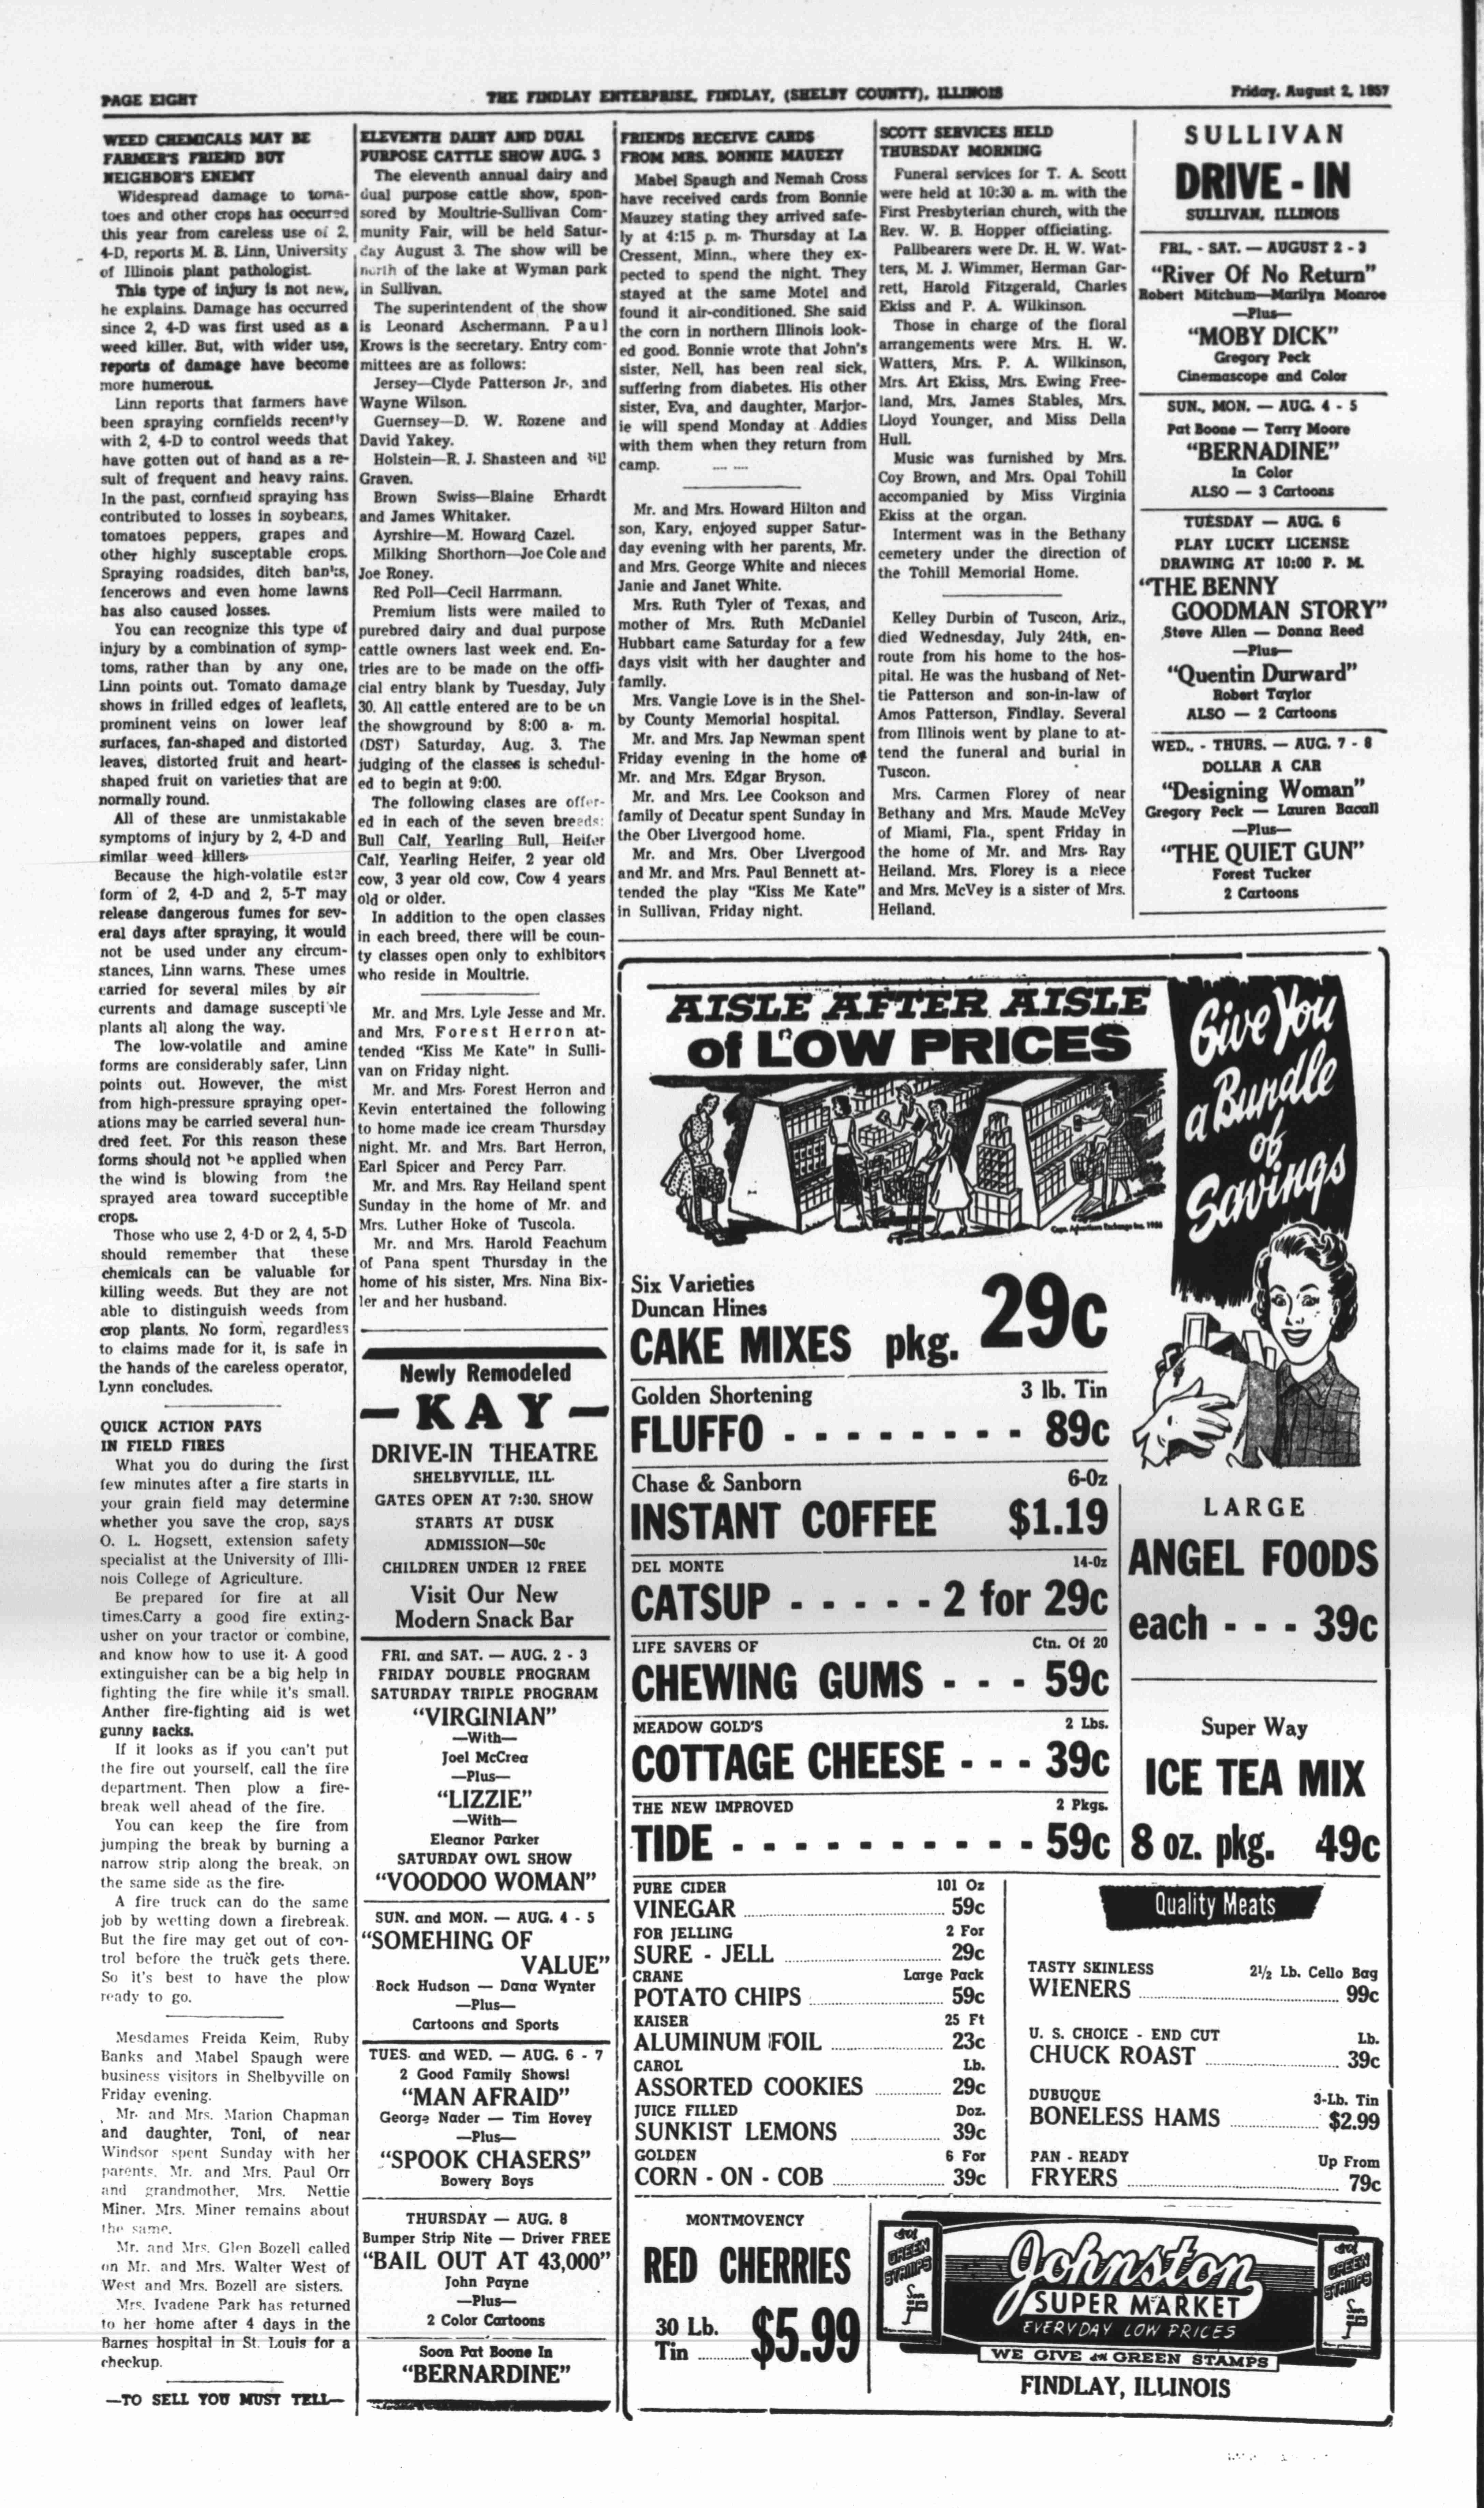 PAGE EIGHT
THE FINDLAY ENTERPRISE, FINDLAY, (SHELBY COUNTY), ILLINOIS
Friday, August 2, 1957
WEED CHEMICALS MAY BE
FARMER'S FRIEND BUT
NEIGHBOR'S ENEMY
Widespread damage to toma-
toes and other crops has occurred
this year from careless use of 2,
4-D, reports M. B. Linn, University
of Illinois plant pathologist.
This type of injury is not new,
he explains. Damage has occurred
since 2, 4-D was first used as a
weed killer. But, with wider use,
reports of damage have become
more numerous.
Linn reports that farmers have
been spraying cornfields recently
with 2, 4-D to control weeds that
have gotten out of hand as a re-
sult of frequent and heavy rains.
In the past, cornfield spraying has
contributed to losses in soybeans,
tomatoes peppers, grapes and
other highly susceptable crops.
Spraying roadsides, ditch banks,
fencerows and even home lawns
has also caused losses.
You can recognize this type of
injury by a combination of symp-
toms, rather than by any one,
Linn points out. Tomato damage
shows in frilled edges of leaflets,
prominent veins on lower leaf
surfaces, fan-shaped and distorted
leaves, distorted fruit and heart-
shaped fruit on varieties that are
normally round.
All of these are unmistakable
symptoms of injury by 2, 4-D and
similar weed killers.
Because the high-volatile ester
form of 2, 4-D and 2, 5-T may
release dangerous fumes for sev-
eral days after spraying, it would
not be used under any circum-
stances, Linn warns. These umes
carried for several miles by air
currents and damage susceptible
plants all along the way.
The low-volatile and amine
forms are considerably safer, Linn
points out. However, the mist
from high-pressure spraying oper-
ations may be carried several hun-
dred feet. For this reason these
forms should not be applied when
the wind is blowing from the
sprayed area toward succeptible
crops.
Those who use 2, 4-D or 2, 4, 5-D
should remember that these
chemicals can be valuable for
killing weeds. But they are not
able to distinguish weeds from
crop plants. No form, regardless
to claims made for it, is safe in
the hands of the careless operator,
Lynn concludes.
QUICK ACTION PAYS
IN FIELD FIRES
What you do during the first
few minutes after a fire starts in
your grain field may determine
whether you save the crop, says
O. L. Hogsett, extension safety
specialist at the University of Illi-
nois College of Agriculture.
Be prepared for fire at all
times.Carry a good fire exting-
usher on your tractor or combine,
and know how to use it. A good
extinguisher can be a big help in
fighting the fire while it's small.
Anther fire-fighting aid is wet
gunny sacks.
If it looks as if you can't put
the fire out yourself, call the fire
department. Then plow a fire-
break well ahead of the fire.
You can keep the fire from
jumping the break by burning a
narrow strip along the break, on
the same side as the fire.
A fire truck can do the same
job by wetting down a firebreak.
But the fire may get out of con-
trol before the truck gets there.
So it's best to have the plow
ready to go.
Mesdames Freida Keim, Ruby
Banks and Mabel Spaugh were
business visitors in Shelbyville on
Friday evening.
Mr. and Mrs. Marion Chapman
and daughter, Toni, of near
Windsor spent Sunday with her
parents, Mr. and Mrs. Paul Orr
and grandmother, Mrs. Nettie
Miner. Mrs. Miner remains about
the same.
Mr. and Mrs. Glen Bozell called
on Mr. and Mrs. Walter West of
West and Mrs. Bozell are sisters.
Mrs. Ivadene Park has returned
to her home after 4 days in the
Barnes hospital in St. Louis for a
checkup.
—TO SELL YOU MUST TELL—
ELEVENTH DAIRY AND DUAL
PURPOSE CATTLE SHOW AUG. 3
The eleventh annual dairy and
dual purpose cattle show, spon-
sored by Moultrie-Sullivan Com-
munity Fair, will be held Satur-
day August 3. The show will be
north of the lake at Wyman park
in Sullivan.
The superintendent of the show
is Leonard Aschermann. Paul
Krows is the secretary. Entry com-
mittees are as follows:
Jersey—Clyde Patterson Jr., and
Wayne Wilson.
Guernsey—D. W. Rozene and
David Yakey.
Holstein—R. J. Shasteen and Bill
Graven.
Brown Swiss—Blaine Erhardt
and James Whitaker.
Ayrshire—M. Howard Cazel.
Milking Shorthorn—Joe Cole and
Joe Roney.
Red Poll—Cecil Harrmann.
Premium lists were mailed to
purebred dairy and dual purpose
cattle owners last week end. En-
tries are to be made on the offi-
cial entry blank by Tuesday, July
30. All cattle entered are to be on
the showground by 8:00 a. m.
(DST) Saturday, Aug. 3. The
judging of the classes is schedul-
ed to begin at 9:00.
The following clases are offer-
ed in each of the seven breeds:
Bull Calf, Yearling Bull, Heifer
Calf, Yearling Heifer, 2 year old
cow, 3 year old cow, Cow 4 years
old or older.
In addition to the open classes
in each breed, there will be coun-
ty classes open only to exhibitors
who reside in Moultrie.
Mr. and Mrs. Lyle Jesse and Mr.
and Mrs. Forest Herron at-
tended "Kiss Me Kate" in Sulli-
van on Friday night.
Mr. and Mrs. Forest Herron and
Kevin entertained the following
to home made ice cream Thursday
night. Mr. and Mrs. Bart Herron,
Earl Spicer and Percy Parr.
Mr. and Mrs. Ray Heiland spent
Sunday in the home of Mr. and
Mrs. Luther Hoke of Tuscola.
Mr. and Mrs. Harold Feachum
of Pana spent Thursday in the
home of his sister, Mrs. Nina Bix-
ler and her husband.
Newly Remodeled
—KAY—
DRIVE-IN THEATRE
SHELBYVILLE, ILL.
GATES OPEN AT 7:30. SHOW
STARTS AT DUSK
ADMISSION—50c
CHILDREN UNDER 12 FREE
Visit Our New
Modern Snack Bar
FRI. and SAT. — AUG. 2 - 3
FRIDAY DOUBLE PROGRAM
SATURDAY TRIPLE PROGRAM
"VIRGINIAN"
—With—
Joel McCrea
—Plus—
"LIZZIE"
—With—
Eleanor Parker
SATURDAY OWL SHOW
"VOODOO WOMAN"
SUN. and MON. — AUG. 4 - 5
"SOMEHING OF
VALUE"
Rock Hudson — Dana Wynter
—Plus—
Cartoons and Sports
TUES. and WED. — AUG. 6 - 7
2 Good Family Shows!
"MAN AFRAID"
George Nader — Tim Hovey
—Plus—
"SPOOK CHASERS"
Bowery Boys
THURSDAY — AUG. 8
Bumper Strip Nite — Driver FREE
"BAIL OUT AT 43,000"
John Payne
—Plus—
2 Color Cartoons
Soon Pat Boone In
"BERNARDINE"
FRIENDS RECEIVE CARDS
FROM MRS. BONNIE MAUEZY
Mabel Spaugh and Nemah Cross
have received cards from Bonnie
Mauzey stating they arrived safe-
ly at 4:15 p. m. Thursday at La
Cressent, Minn., where they ex-
pected to spend the night. They
stayed at the same Motel and
found it air-conditioned. She said
the corn in northern Illinois look-
ed good. Bonnie wrote that John's
sister, Nell, has been real sick,
suffering from diabetes. His other
sister, Eva, and daughter, Marjor-
ie will spend Monday at Addies
with them when they return from
camp.
Mr. and Mrs. Howard Hilton and
son, Kary, enjoyed supper Satur-
day evening with her parents, Mr.
and Mrs. George White and nieces
Janie and Janet White.
Mrs. Ruth Tyler of Texas, and
mother of Mrs. Ruth McDaniel
Hubbart came Saturday for a few
days visit with her daughter and
family.
Mrs. Vangie Love is in the Shel-
by County Memorial hospital.
Mr. and Mrs. Jap Newman spent
Friday evening in the home of
Mr. and Mrs. Edgar Bryson.
Mr. and Mrs. Lee Cookson and
family of Decatur spent Sunday in
the Ober Livergood home.
Mr. and Mrs. Ober Livergood
and Mr. and Mrs. Paul Bennett at-
tended the play "Kiss Me Kate"
in Sullivan, Friday night.
SCOTT SERVICES HELD
THURSDAY MORNING
Funeral services for T. A. Scott
were held at 10:30 a. m. with the
First Presbyterian church, with the
Rev. W. B. Hopper officiating.
Pallbearers were Dr. H. W. Wat-
ters, M. J. Wimmer, Herman Gar-
rett, Harold Fitzgerald, Charles
Ekiss and P. A. Wilkinson.
Those in charge of the floral
arrangements were Mrs. H. W.
Watters, Mrs. P. A. Wilkinson,
Mrs. Art Ekiss, Mrs. Ewing Free-
land, Mrs. James Stables, Mrs.
Lloyd Younger, and Miss Della
Hull.
Music was furnished by Mrs.
Coy Brown, and Mrs. Opal Tohill
accompanied by Miss Virginia
Ekiss at the organ.
Interment was in the Bethany
cemetery under the direction of
the Tohill Memorial Home.
Kelley Durbin of Tuscon, Ariz.,
died Wednesday, July 24th, en-
route from his home to the hos-
pital. He was the husband of Net-
tie Patterson and son-in-law of
Amos Patterson, Findlay. Several
from Illinois went by plane to at-
tend the funeral and burial in
Tuscon.
Mrs. Carmen Florey of near
Bethany and Mrs. Maude McVey
of Miami, Fla., spent Friday in
the home of Mr. and Mrs. Ray
Heiland. Mrs. Florey is a niece
and Mrs. McVey is a sister of Mrs.
Heiland.
SULLIVAN
DRIVE - IN
SULLIVAN, ILLINOIS
FRI., - SAT. — AUGUST 2 - 3
"River Of No Return"
Robert Mitchum—Marilyn Monroe
—Plus—
"MOBY DICK"
Gregory Peck
Cinemascope and Color
SUN., MON. — AUG. 4 - 5
Pat Boone — Terry Moore
"BERNADINE"
In Color
ALSO — 3 Cartoons
TUESDAY — AUG. 6
PLAY LUCKY LICENSE
DRAWING AT 10:00 P. M.
"THE BENNY
GOODMAN STORY"
Steve Allen — Donna Reed
—Plus—
"Quentin Durward"
Robert Taylor
ALSO — 2 Cartoons
WED., - THURS. — AUG. 7 - 8
DOLLAR A CAR
"Designing Woman"
Gregory Peck — Lauren Bacall
—Plus—
"THE QUIET GUN"
Forest Tucker
2 Cartoons
AISLE AFTER AISLE
of LOW PRICES
Give You
a Bundle
of
Savings
Copr. Advertisers Exchange Inc. 1956
Six Varieties
Duncan Hines
CAKE MIXES pkg. 29c
Golden Shortening 3 lb. Tin
FLUFFO - - - - - - - - - 89c
Chase & Sanborn 6-Oz
INSTANT COFFEE $1.19
DEL MONTE 14-Oz
CATSUP - - - - - 2 for 29c
LIFE SAVERS OF Ctn. Of 20
CHEWING GUMS - - - 59c
MEADOW GOLD'S 2 Lbs.
COTTAGE CHEESE - - - 39c
THE NEW IMPROVED 2 Pkgs.
TIDE - - - - - - - - - - 59c
LARGE
ANGEL FOODS
each - - - 39c
Super Way
ICE TEA MIX
8 oz. pkg. 49c
PURE CIDER 101 Oz
VINEGAR 59c
FOR JELLING 2 For
SURE - JELL 29c
CRANE Large Pack
POTATO CHIPS 59c
KAISER 25 Ft
ALUMINUM FOIL 23c
CAROL Lb.
ASSORTED COOKIES 29c
JUICE FILLED Doz.
SUNKIST LEMONS 39c
GOLDEN 6 For
CORN - ON - COB 39c
Quality Meats
TASTY SKINLESS 2½ Lb. Cello Bag
WIENERS 99c
U. S. CHOICE - END CUT Lb.
CHUCK ROAST 39c
DUBUQUE 3-Lb. Tin
BONELESS HAMS $2.99
PAN - READY Up From
FRYERS 79c
MONTMOVENCY
RED CHERRIES
30 Lb.
Tin $5.99
S&H GREEN STAMPS
Johnston
SUPER MARKET
EVERYDAY LOW PRICES
WE GIVE S&H GREEN STAMPS
S&H GREEN STAMPS
FINDLAY, ILLINOIS